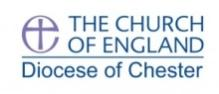 THE CHURCH
OF ENGLAND
Diocese of Chester